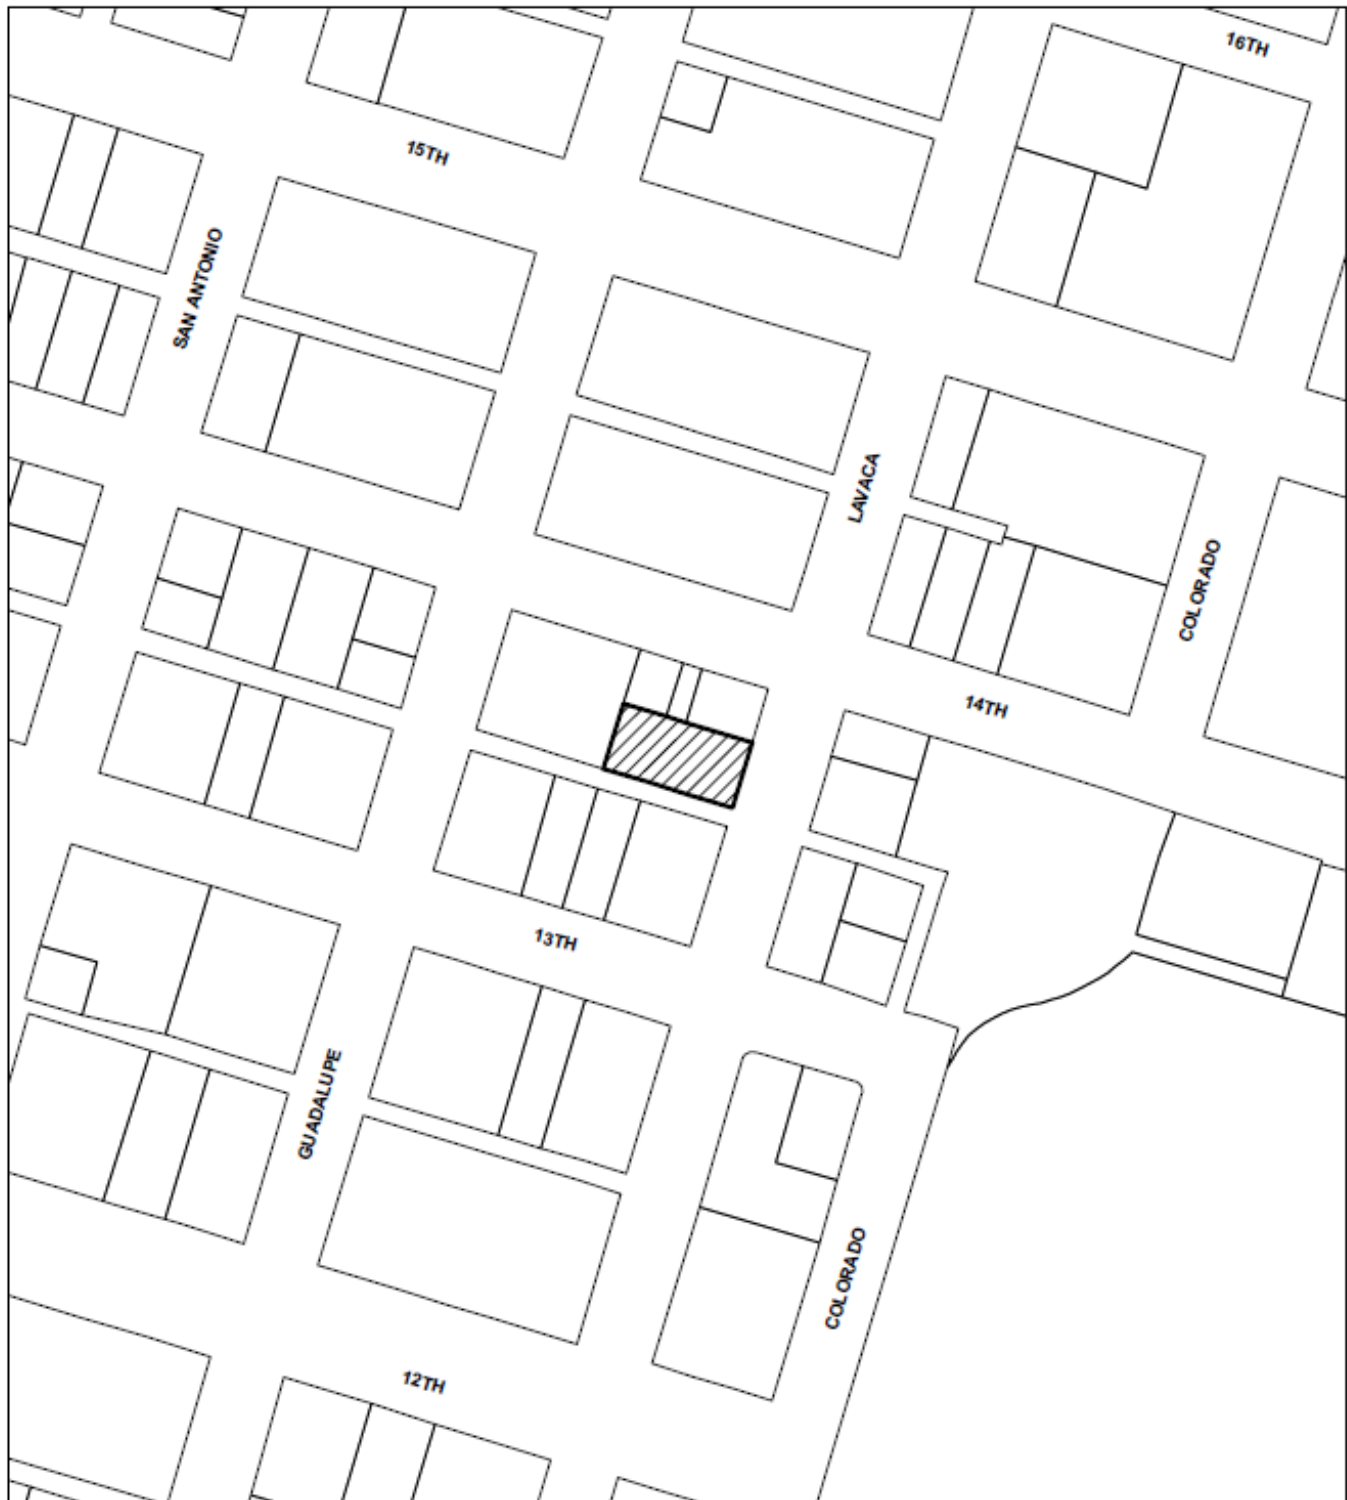 16TH
15TH
SAN ANTONIO
LAVACA
COLORADO
14TH
13TH
GUADALUPE
COLORADO
12TH